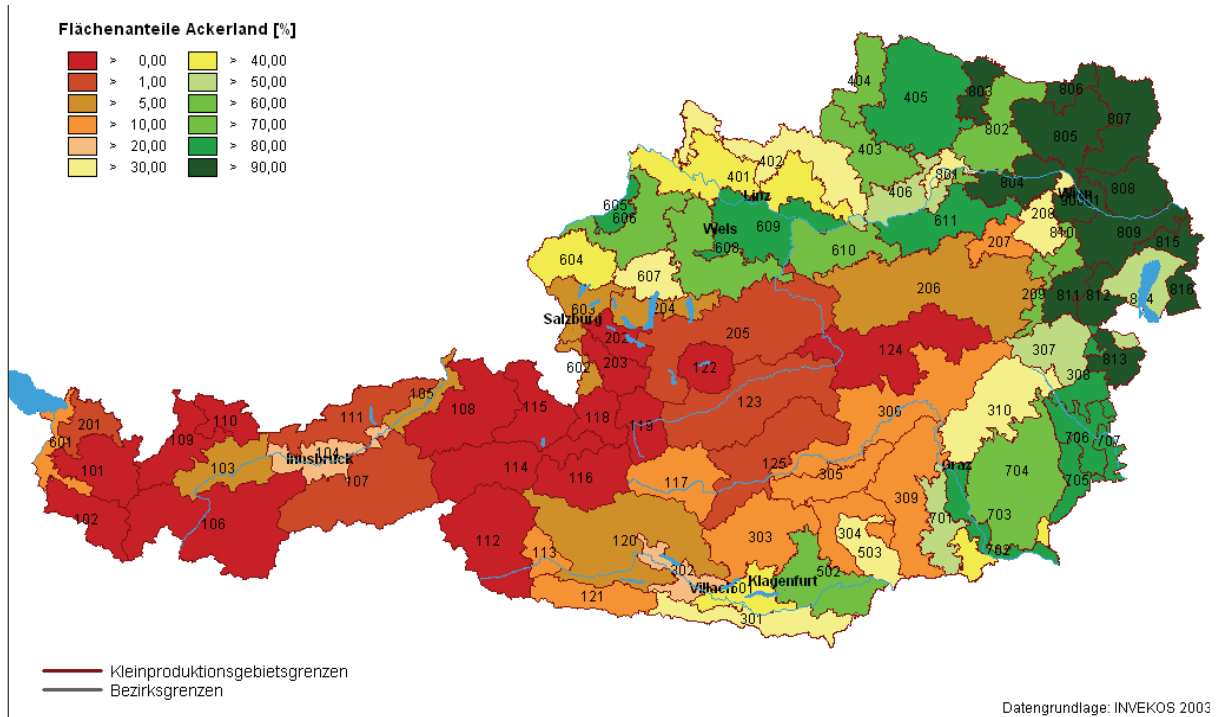 Flächenanteile Ackerland [%]
> 0,00 > 40,00
> 1,00 > 50,00
> 5,00 > 60,00
> 10,00 > 70,00
> 20,00 > 80,00
> 30,00 > 90,00
404 405 803 806 807
802 805
403 402 401 406 801 804 808
Linz Wien
605 606 Wels 609 611 208 810 809 815
608 610 207
604 607 206 209 811 812
603 204
Salzburg 202 205 124 307 813
602 203 122 308
105 111 108 115 118 123 306 310
201 110 119
601 109 103 104 Innsbruck 114 125 706 707
101 107 116 117 305 Graz 704 705
102 106 309
112 120 303 304 701 703
113 302 503 702
Klagenfurt 502
121 Villach 501
301
Kleinproduktionsgebietsgrenzen
Bezirksgrenzen
Datengrundlage: INVEKOS 2003